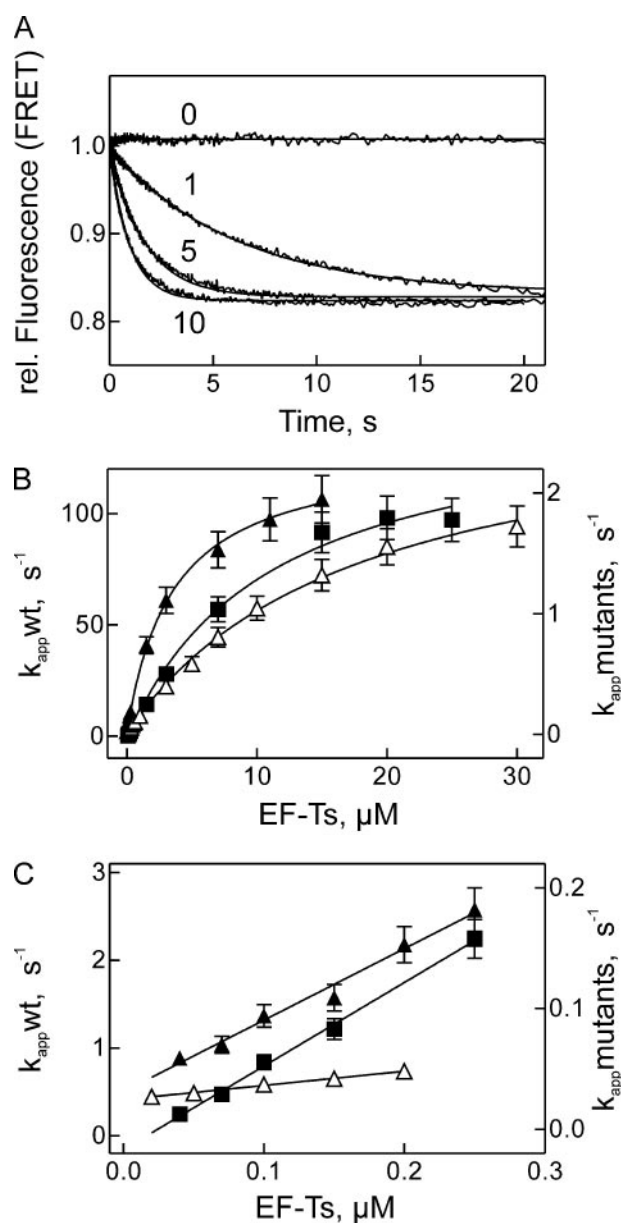 A
rel. Fluorescence (FRET)
1.0
0.9
0.8
0
1
5
10
0 5 10 15 20
Time, s
B
k_app wt, s⁻¹
100
50
0
2
1
0
k_app mutants, s⁻¹
0 10 20 30
EF-Ts, µM
C
k_app wt, s⁻¹
3
2
1
0
0.2
0.1
0.0
k_app mutants, s⁻¹
0.0 0.1 0.2 0.3
EF-Ts, µM